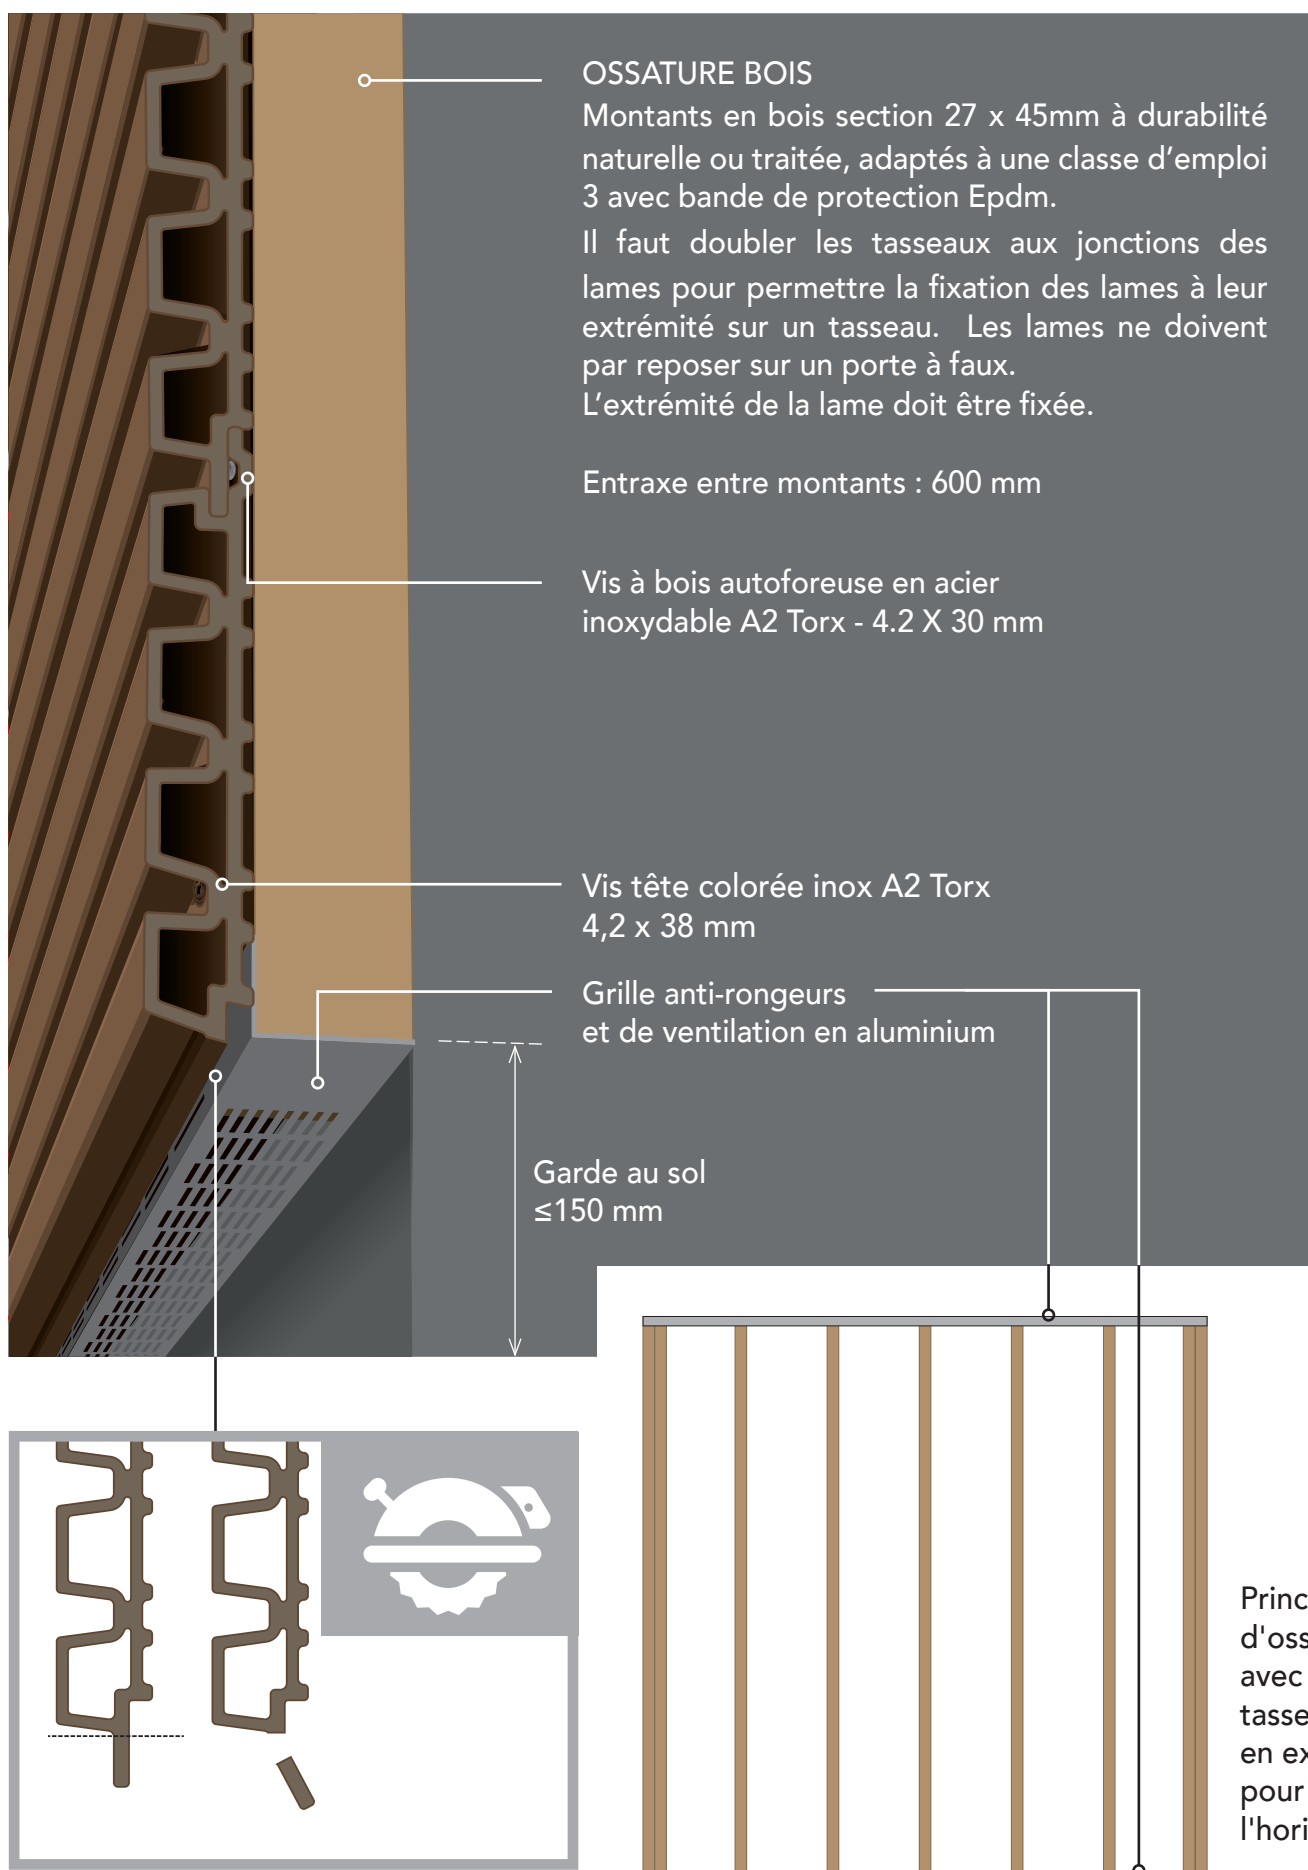 OSSATURE BOIS
Montants en bois section 27 x 45mm à durabilité
naturelle ou traitée, adaptés à une classe d’emploi
3 avec bande de protection Epdm.
Il faut doubler les tasseaux aux jonctions des
lames pour permettre la fixation des lames à leur
extrémité sur un tasseau. Les lames ne doivent
par reposer sur un porte à faux.
L’extrémité de la lame doit être fixée.
Entraxe entre montants : 600 mm
Vis à bois autoforeuse en acier
inoxydable A2 Torx - 4.2 X 30 mm
Vis tête colorée inox A2 Torx
4,2 x 38 mm
Grille anti-rongeurs
et de ventilation en aluminium
Garde au sol
≤150 mm
avec
pour